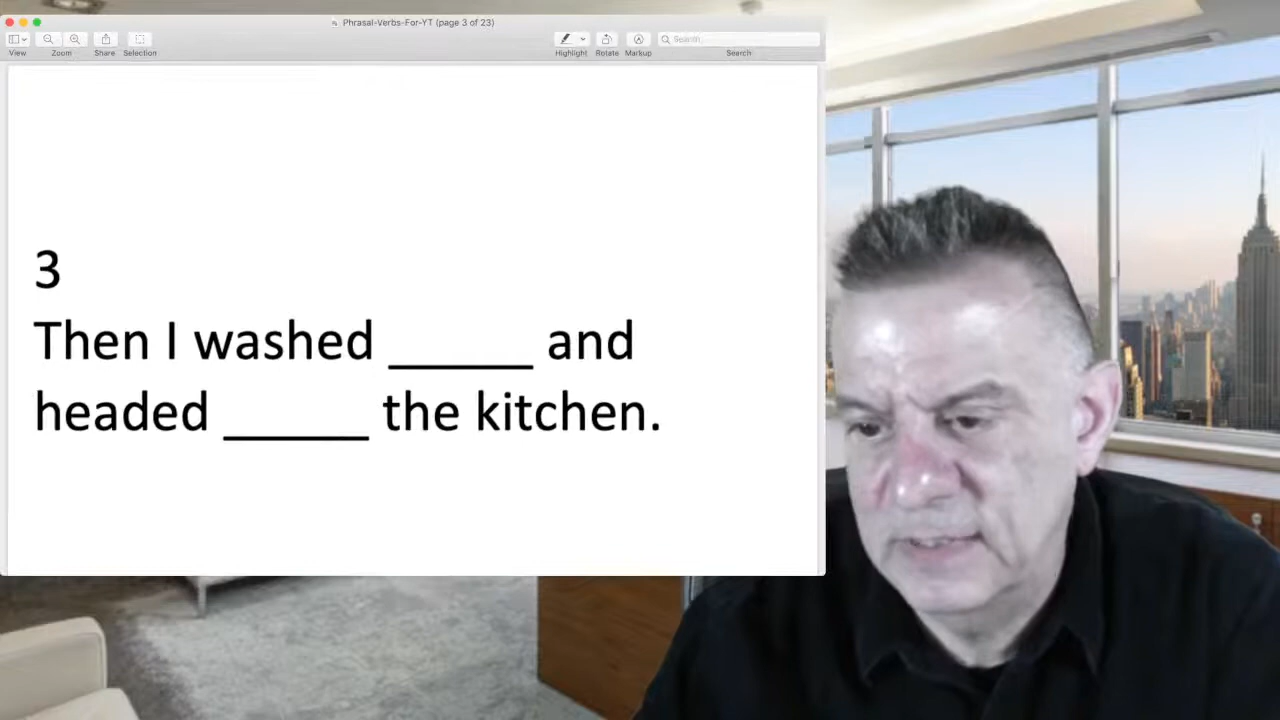 Phrasal-Verbs-For-YT (page 3 of 23)
View
Zoom
Share
Selection
Highlight
Rotate
Markup
Search
Search
3
Then I washed ______ and
headed ______ the kitchen.